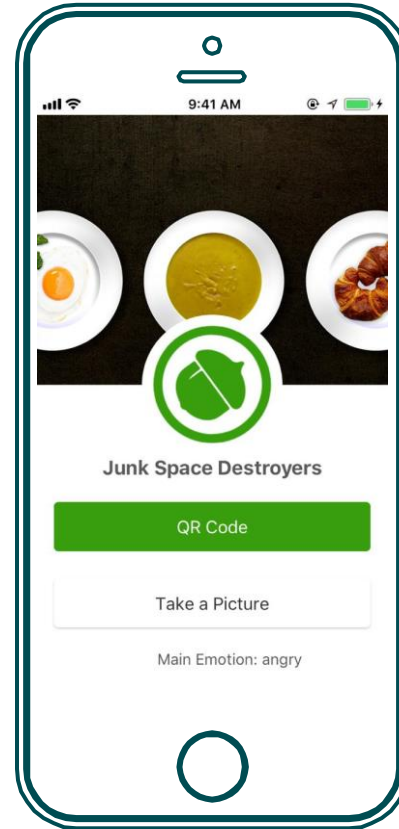 9:41 AM
Junk Space Destroyers
QR Code
Take a Picture
Main Emotion: angry